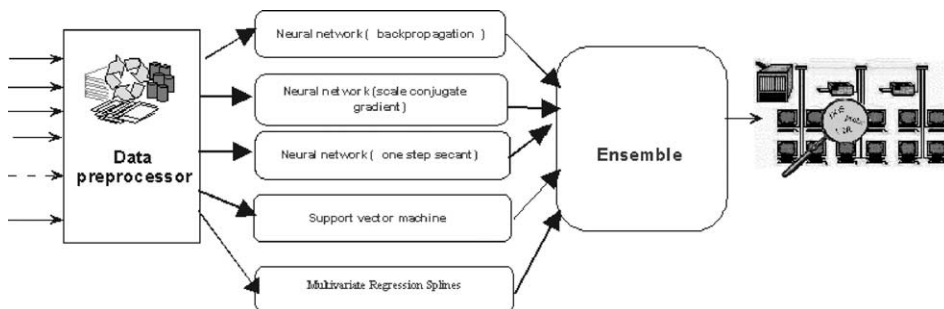 Neural network ( backpropagation )
Neural network (scale conjugate
gradient)
Neural network ( one step secant)
Support vector machine
Multivariate Regression Splines
Data
preprocessor
Ensemble